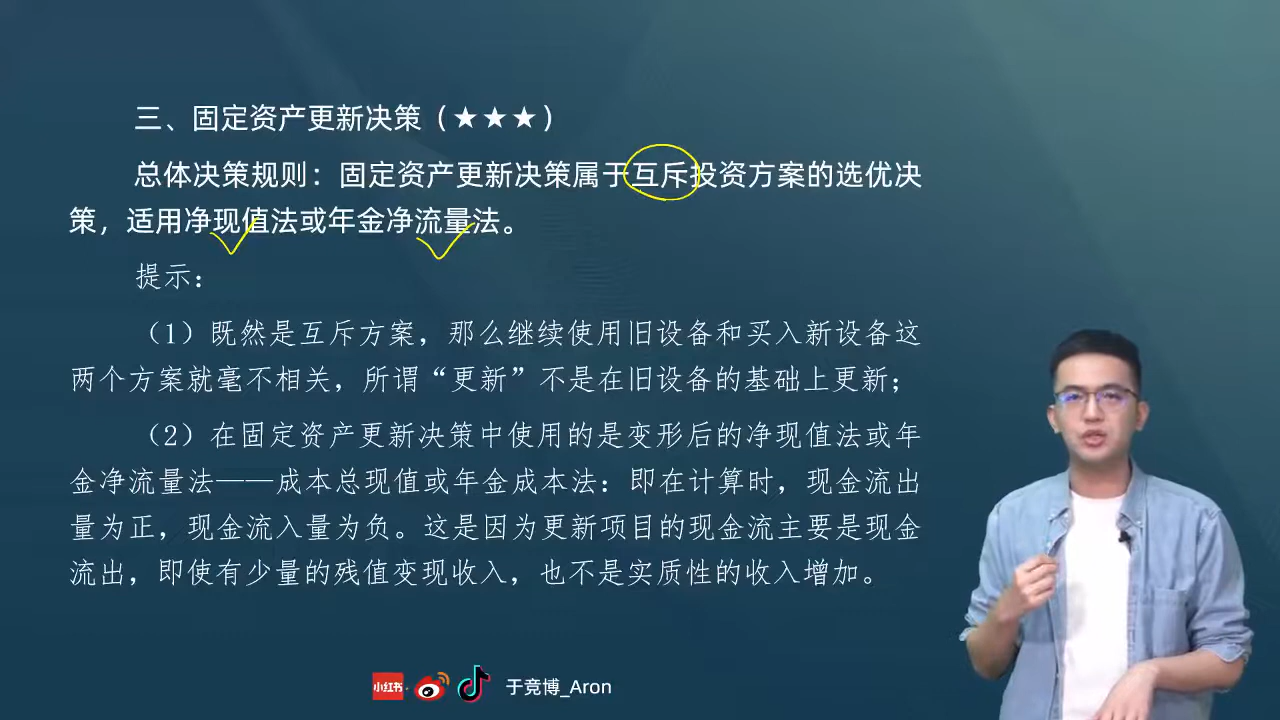 三、固定资产更新决策（★★★）
总体决策规则：固定资产更新决策属于互斥投资方案的选优决
策，适用净现值法或年金净流量法。
提示：
（1）既然是互斥方案，那么继续使用旧设备和买入新设备这
两个方案就毫不相关，所谓“更新”不是在旧设备的基础上更新；
（2）在固定资产更新决策中使用的是变形后的净现值法或年
金净流量法——成本总现值或年金成本法：即在计算时，现金流出
量为正，现金流入量为负。这是因为更新项目的现金流主要是现金
流出，即使有少量的残值变现收入，也不是实质性的收入增加。
小红书 于竞博_Aron